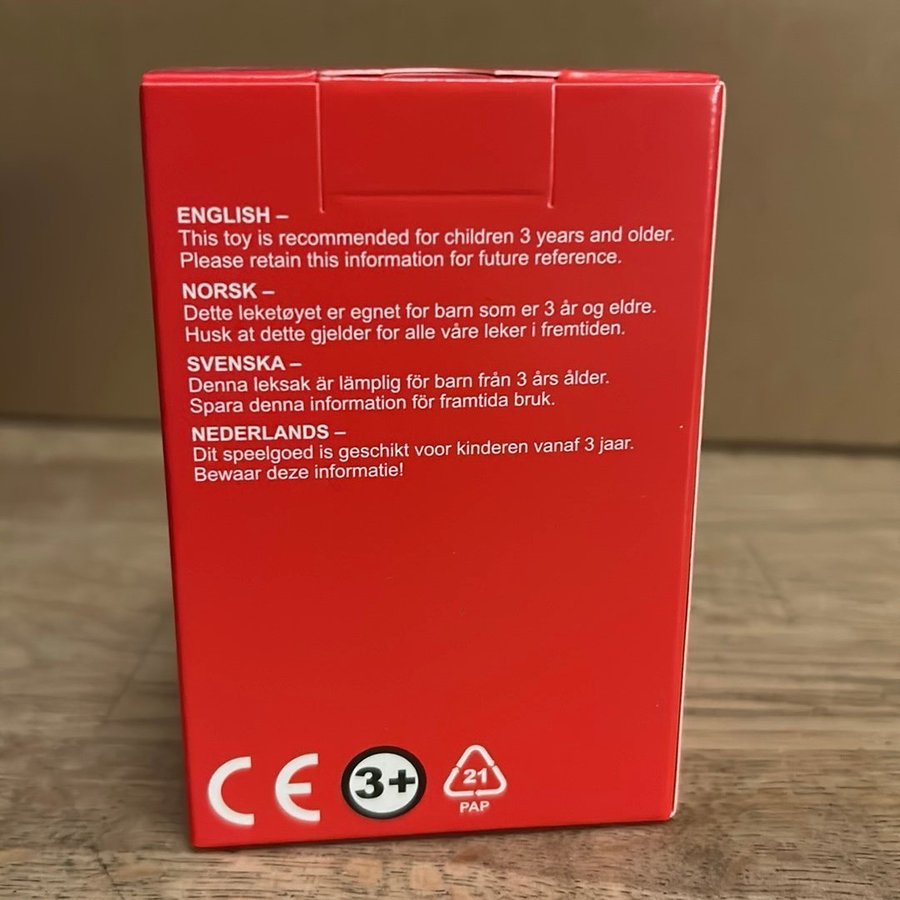 ENGLISH –
This toy is recommended for children 3 years and older.
Please retain this information for future reference.
NORSK –
Dette leketøyet er egnet for barn som er 3 år og eldre.
Husk at dette gjelder for alle våre leker i fremtiden.
SVENSKA –
Denna leksak är lämplig för barn från 3 års ålder.
Spara denna information för framtida bruk.
NEDERLANDS –
Dit speelgoed is geschikt voor kinderen vanaf 3 jaar.
Bewaar deze informatie!
CE 3+ 21
PAP